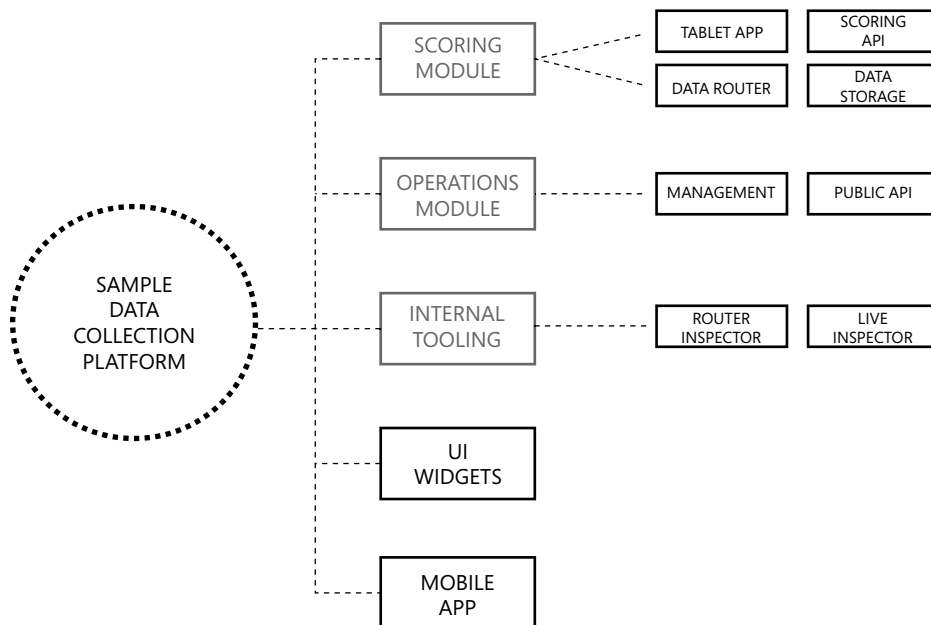 SAMPLE
DATA
COLLECTION
PLATFORM
SCORING
MODULE
TABLET APP
SCORING
API
DATA ROUTER
DATA
STORAGE
OPERATIONS
MODULE
MANAGEMENT
PUBLIC API
INTERNAL
TOOLING
ROUTER
INSPECTOR
LIVE
INSPECTOR
UI
WIDGETS
MOBILE
APP